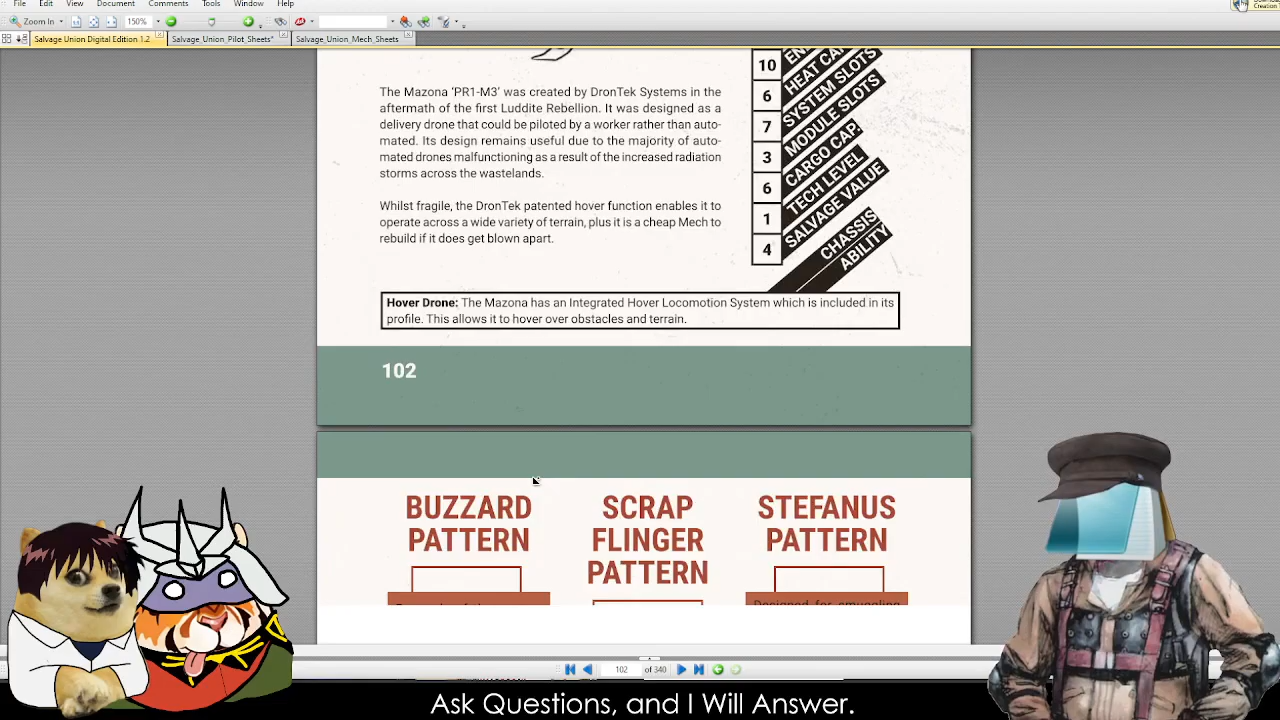 File Edit View Document Comments Tools Window Help
Zoom In 150%
Salvage Union Digital Edition 1.2 Salvage_Union_Pilot_Sheets* Salvage_Union_Mech_Sheets
Creation
10 HEAT CAP.
6 SYSTEM SLOTS
7 MODULE SLOTS
3 CARGO CAP.
6 TECH LEVEL
1 SALVAGE VALUE
4
CHASSIS
ABILITY
The Mazona ‘PR1-M3’ was created by DronTek Systems in the
aftermath of the first Luddite Rebellion. It was designed as a
delivery drone that could be piloted by a worker rather than auto-
mated. Its design remains useful due to the majority of auto-
mated drones malfunctioning as a result of the increased radiation
storms across the wastelands.
Whilst fragile, the DronTek patented hover function enables it to
operate across a wide variety of terrain, plus it is a cheap Mech to
rebuild if it does get blown apart.
Hover Drone: The Mazona has an Integrated Hover Locomotion System which is included in its
profile. This allows it to hover over obstacles and terrain.
102
BUZZARD
PATTERN
SCRAP
FLINGER
PATTERN
STEFANUS
PATTERN
Designed for smuggling
102 of 340
Ask Questions, and I Will Answer.